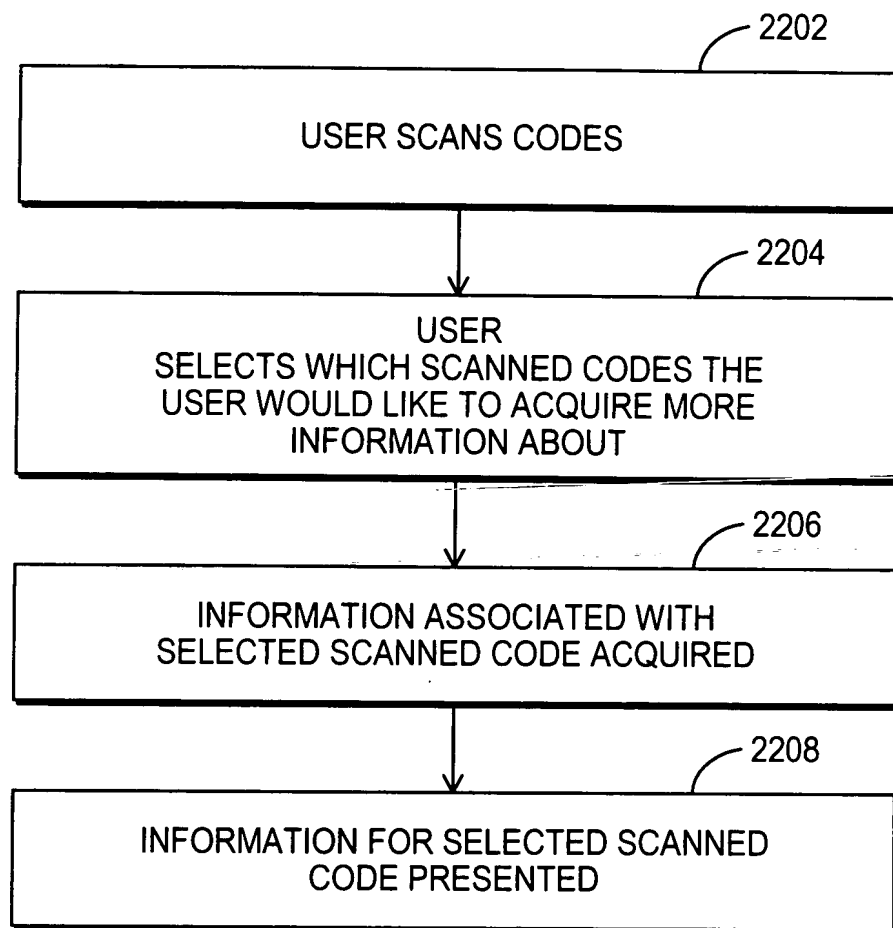 2202
USER SCANS CODES
2204
USER
SELECTS WHICH SCANNED CODES THE
USER WOULD LIKE TO ACQUIRE MORE
INFORMATION ABOUT
2206
INFORMATION ASSOCIATED WITH
SELECTED SCANNED CODE ACQUIRED
2208
INFORMATION FOR SELECTED SCANNED
CODE PRESENTED